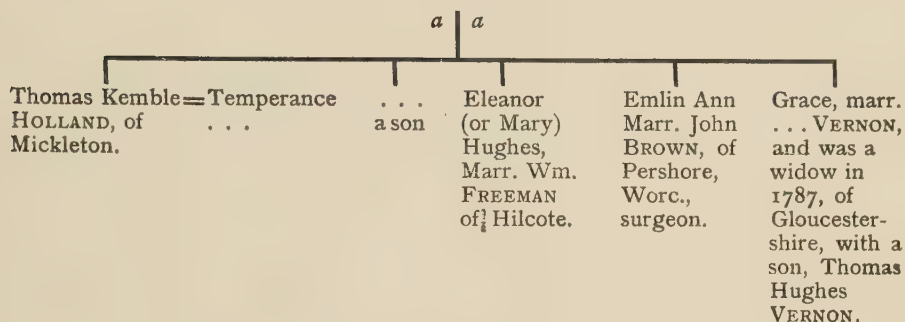 a a
Thomas Kemble=Temperance
HOLLAND, of . . .
Mickleton.
. . .
a son
Eleanor
(or Mary)
Hughes,
Marr. Wm.
FREEMAN
of Hilcote.
Emlin Ann
Marr. John
BROWN, of
Pershore,
Worc.,
surgeon.
Grace, marr.
. . . VERNON,
and was a
widow in
1787, of
Gloucester-
shire, with a
son, Thomas
Hughes
VERNON.